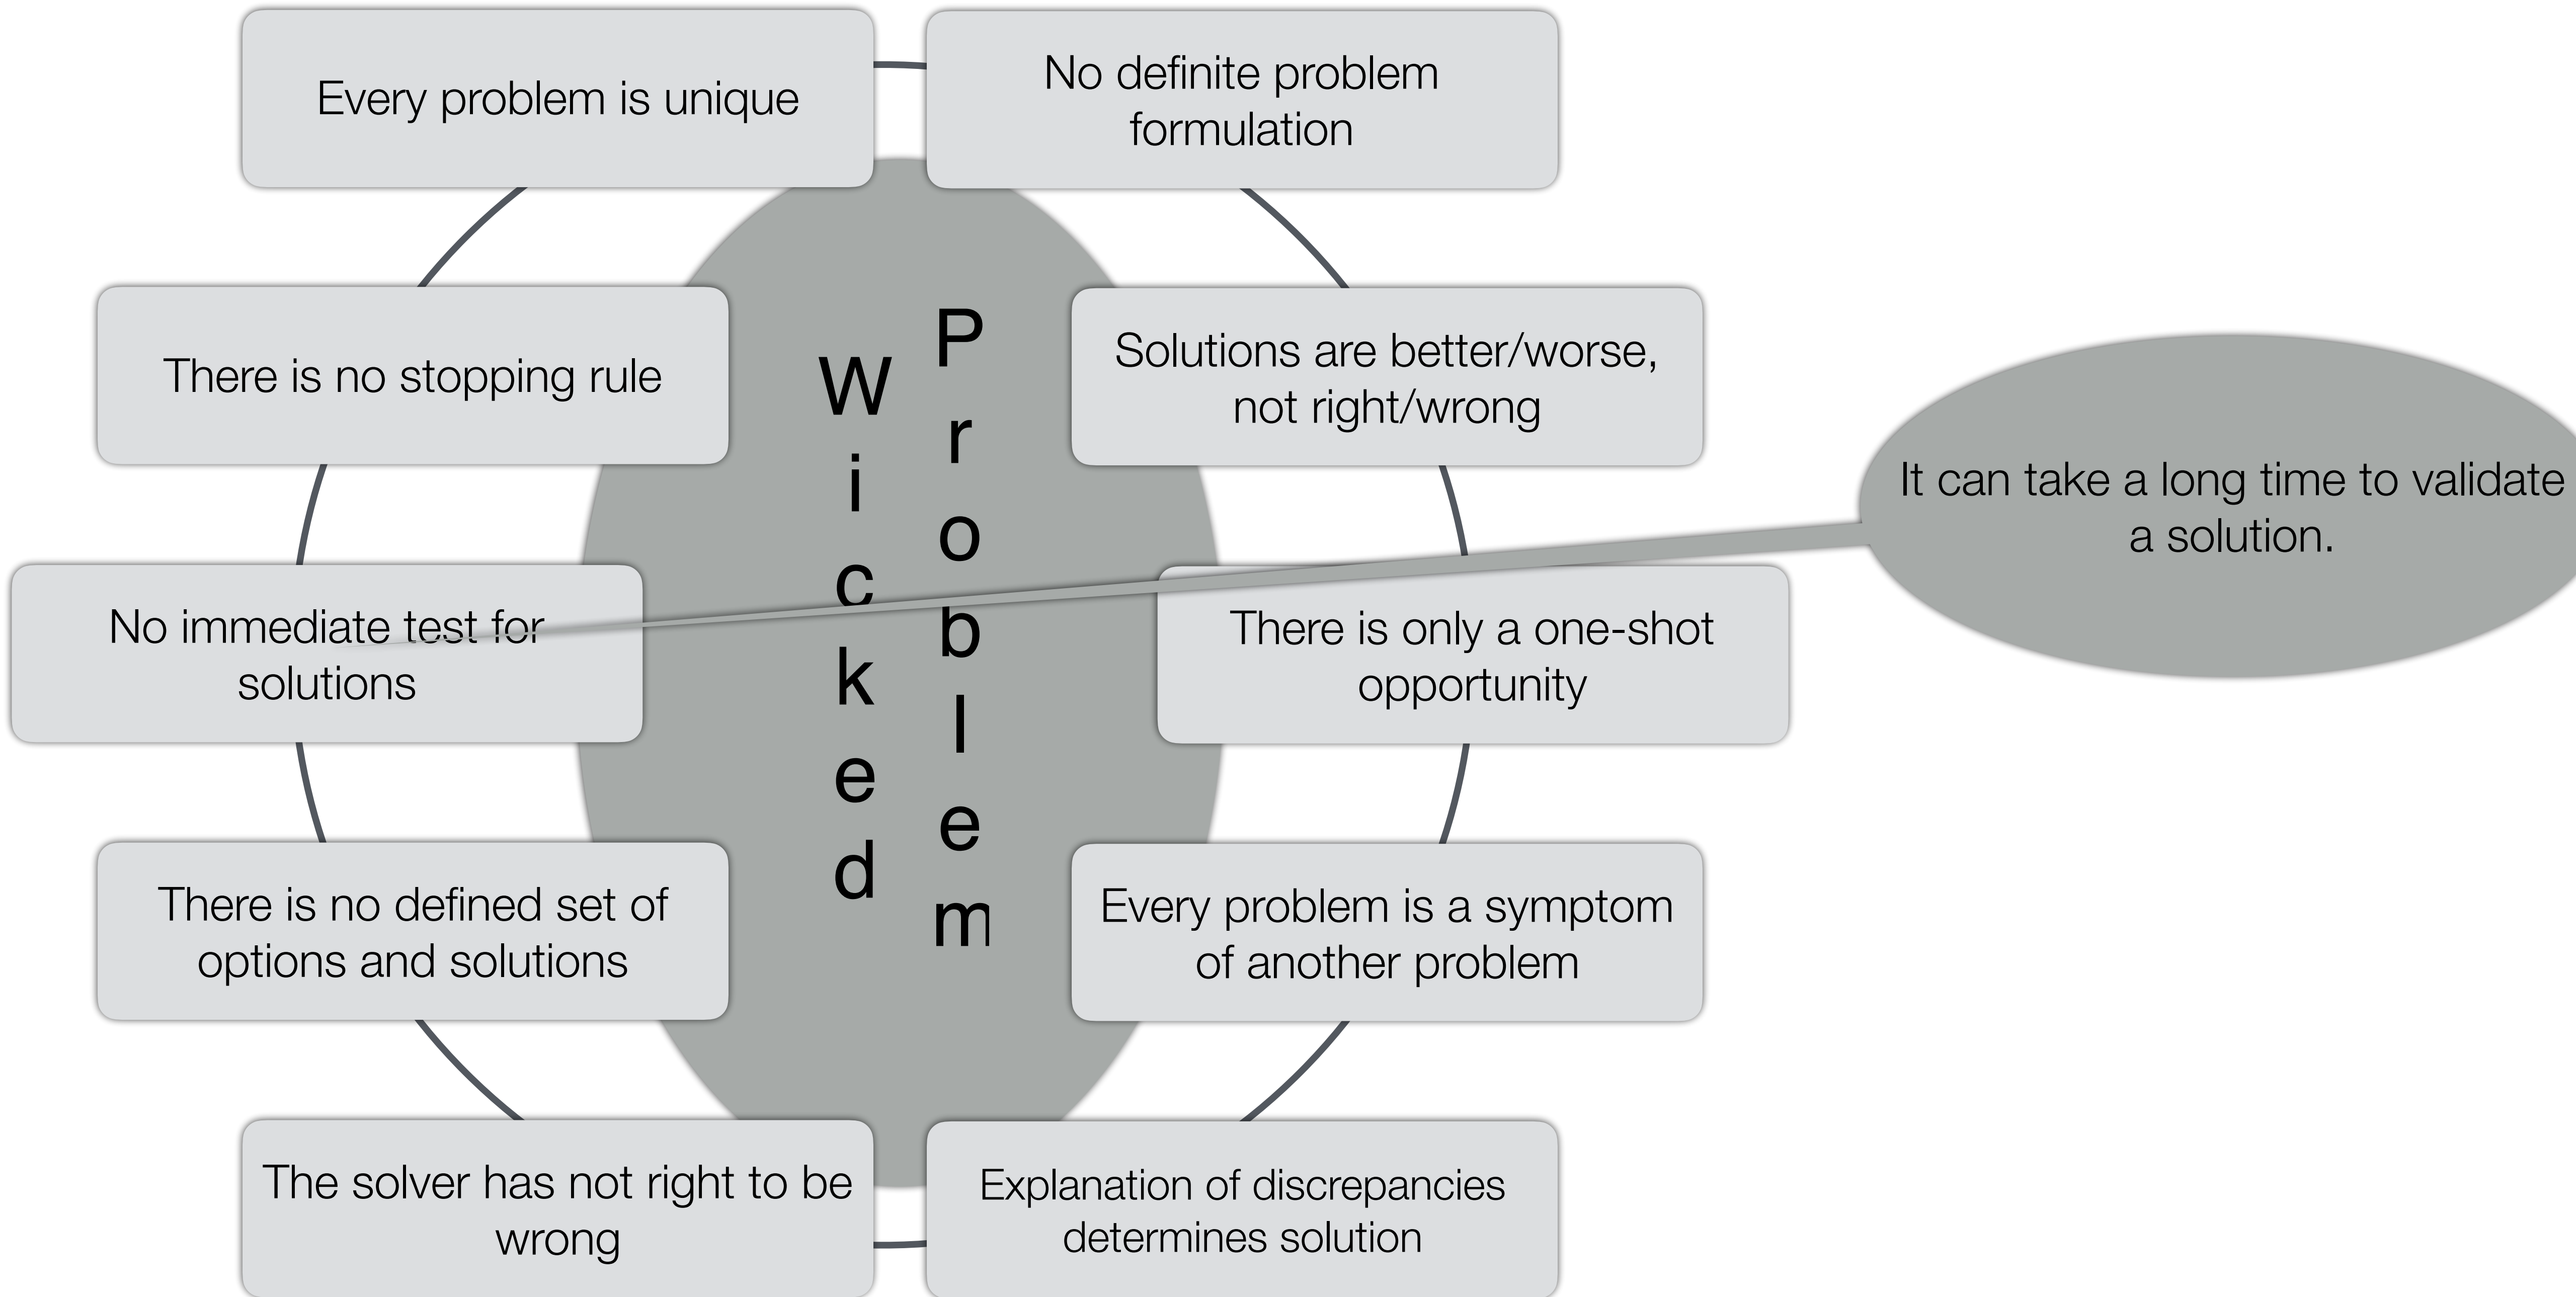 Every problem is unique
No definite problem
formulation
There is no stopping rule
Wicked
Problem
Solutions are better/worse,
not right/wrong
It can take a long time to validate
a solution.
No immediate test for
solutions
There is only a one-shot
opportunity
There is no defined set of
options and solutions
Every problem is a symptom
of another problem
The solver has not right to be
wrong
Explanation of discrepancies
determines solution